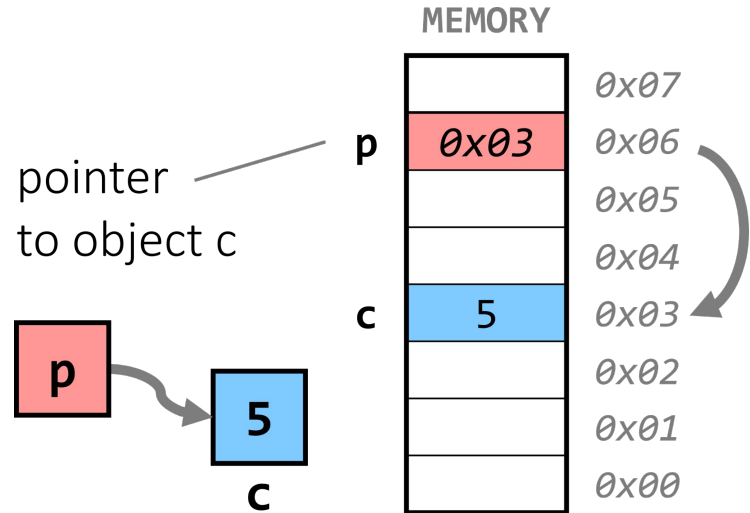 MEMORY
0x07
p 0x03 0x06
pointer
to object c
0x05
0x04
c 5 0x03
p
5
c
0x02
0x01
0x00